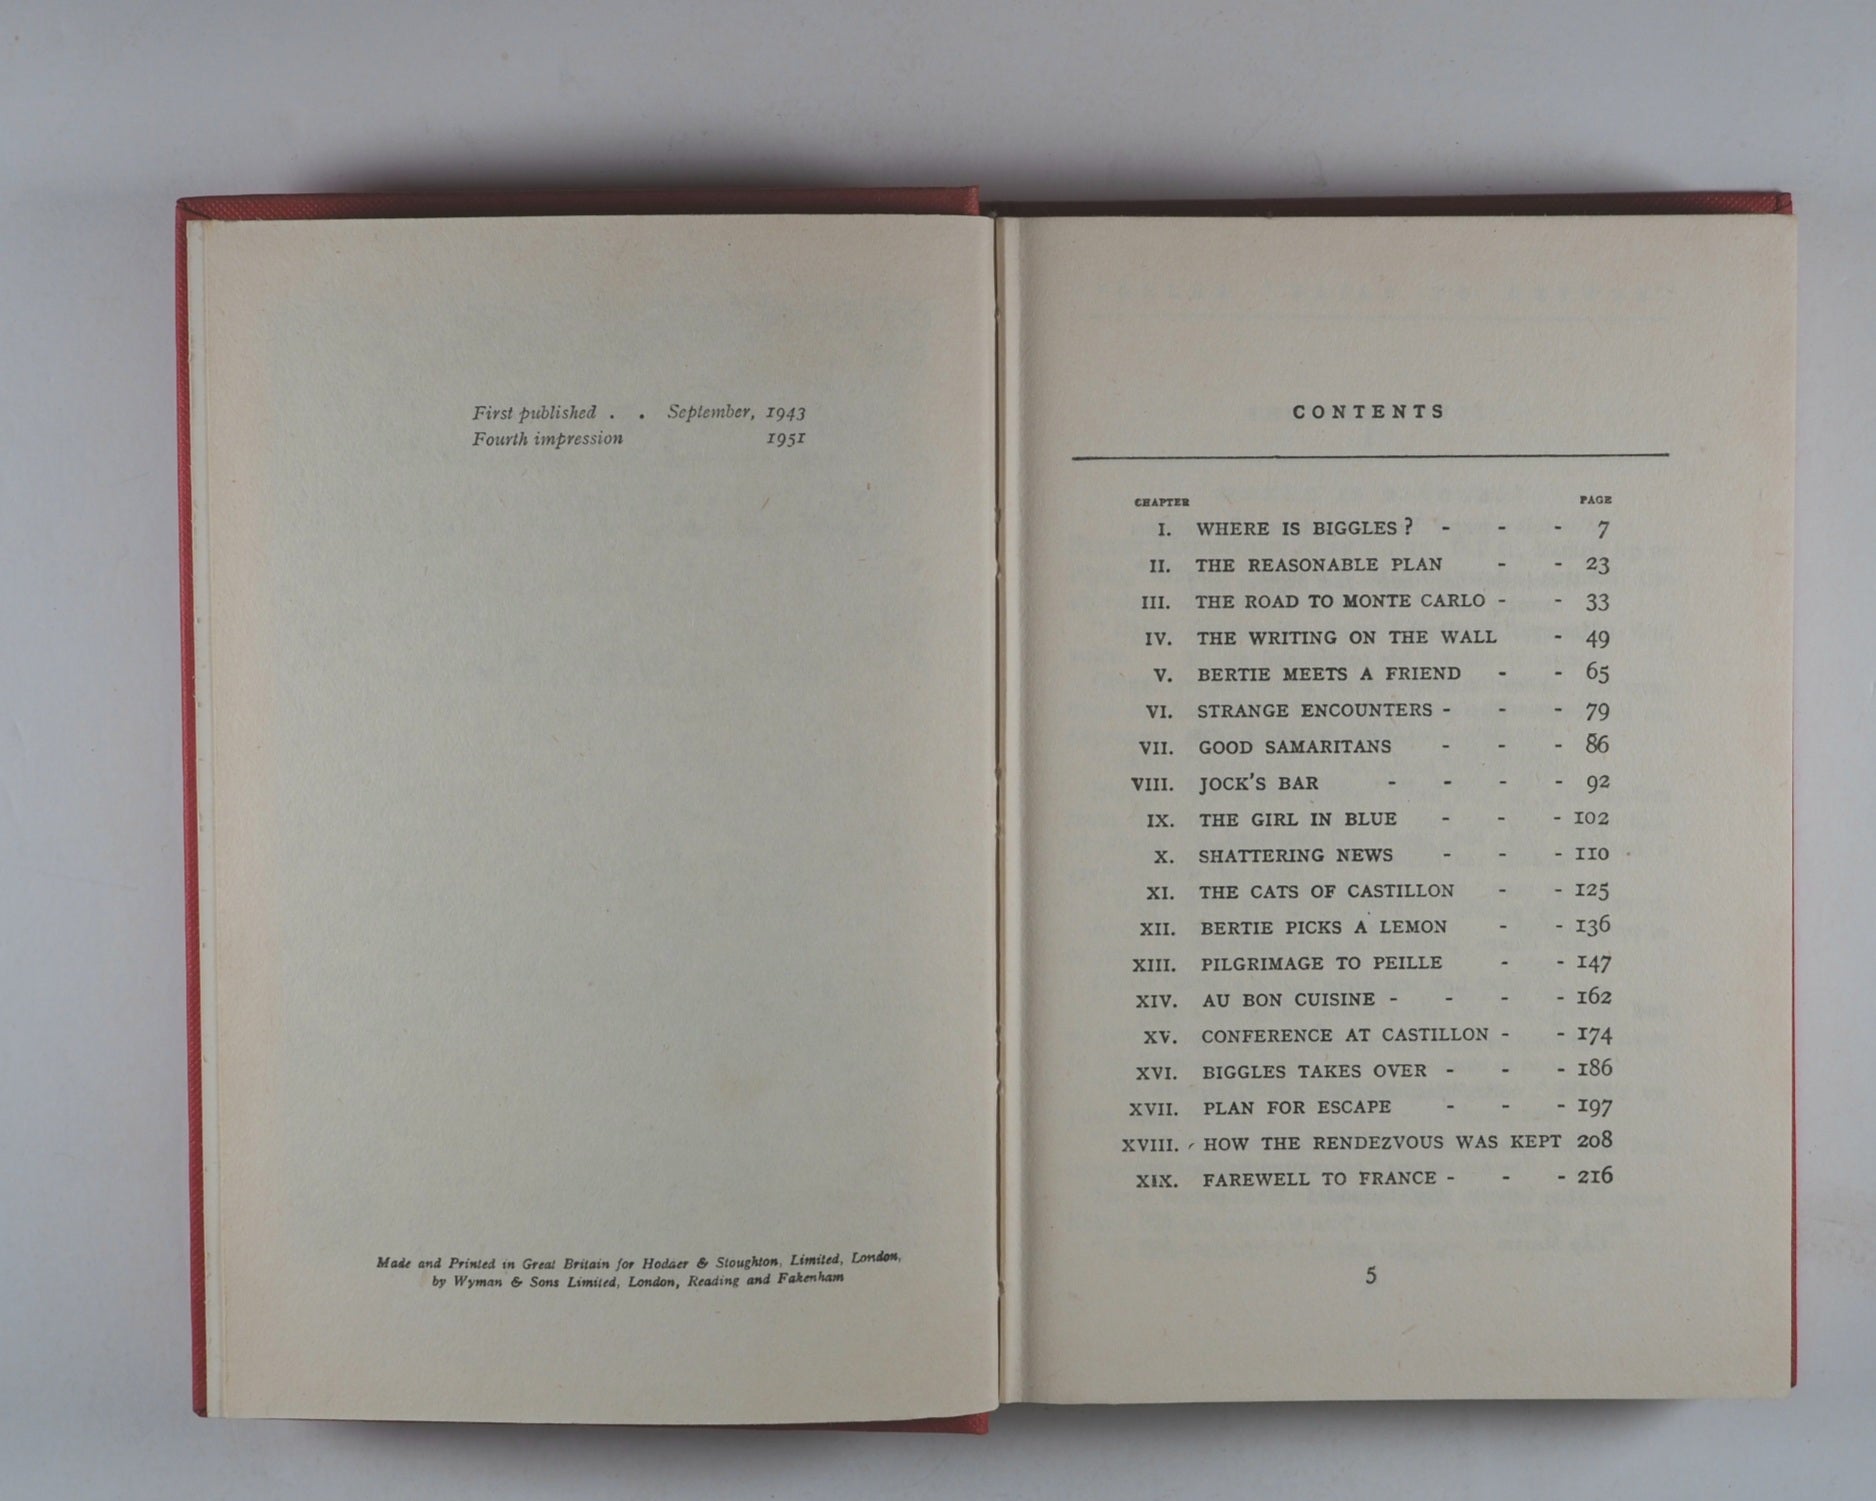 First published . . September, 1943
Fourth impression 1951
Made and Printed in Great Britain for Hodder & Stoughton, Limited, London,
by Wyman & Sons Limited, London, Reading and Fakenham
CONTENTS
CHAPTER PAGE
I. WHERE IS BIGGLES? - - - 7
II. THE REASONABLE PLAN - - 23
III. THE ROAD TO MONTE CARLO - - 33
IV. THE WRITING ON THE WALL - 49
V. BERTIE MEETS A FRIEND - - 65
VI. STRANGE ENCOUNTERS - - - 79
VII. GOOD SAMARITANS - - - 86
VIII. JOCK'S BAR - - - - 92
IX. THE GIRL IN BLUE - - - 102
X. SHATTERING NEWS - - - 110
XI. THE CATS OF CASTILLON - - 125
XII. BERTIE PICKS A LEMON - - 136
XIII. PILGRIMAGE TO PEILLE - - 147
XIV. AU BON CUISINE - - - - 162
XV. CONFERENCE AT CASTILLON - - 174
XVI. BIGGLES TAKES OVER - - - 186
XVII. PLAN FOR ESCAPE - - - 197
XVIII. HOW THE RENDEZVOUS WAS KEPT 208
XIX. FAREWELL TO FRANCE - - - 216
5